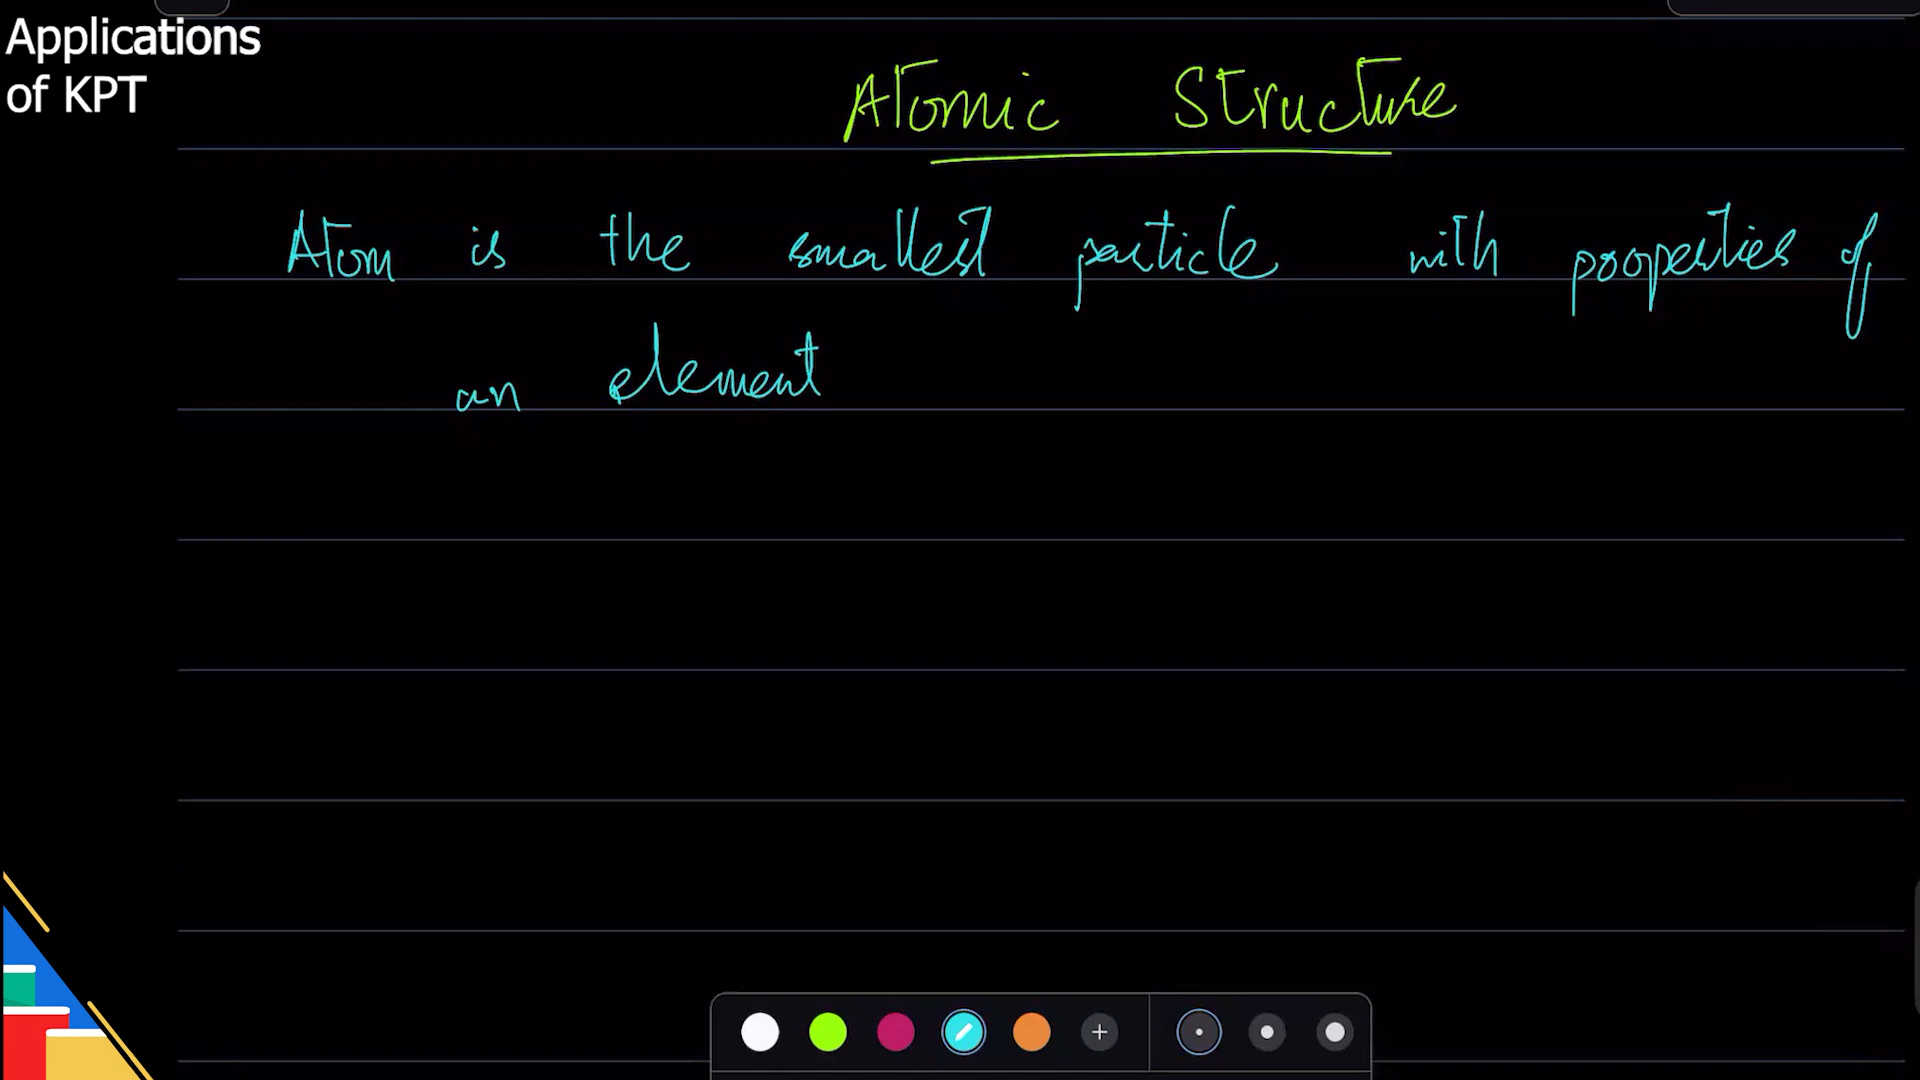 Applications
of KPT
Atomic Structure
Atom is the smallest particle with properties of
an element